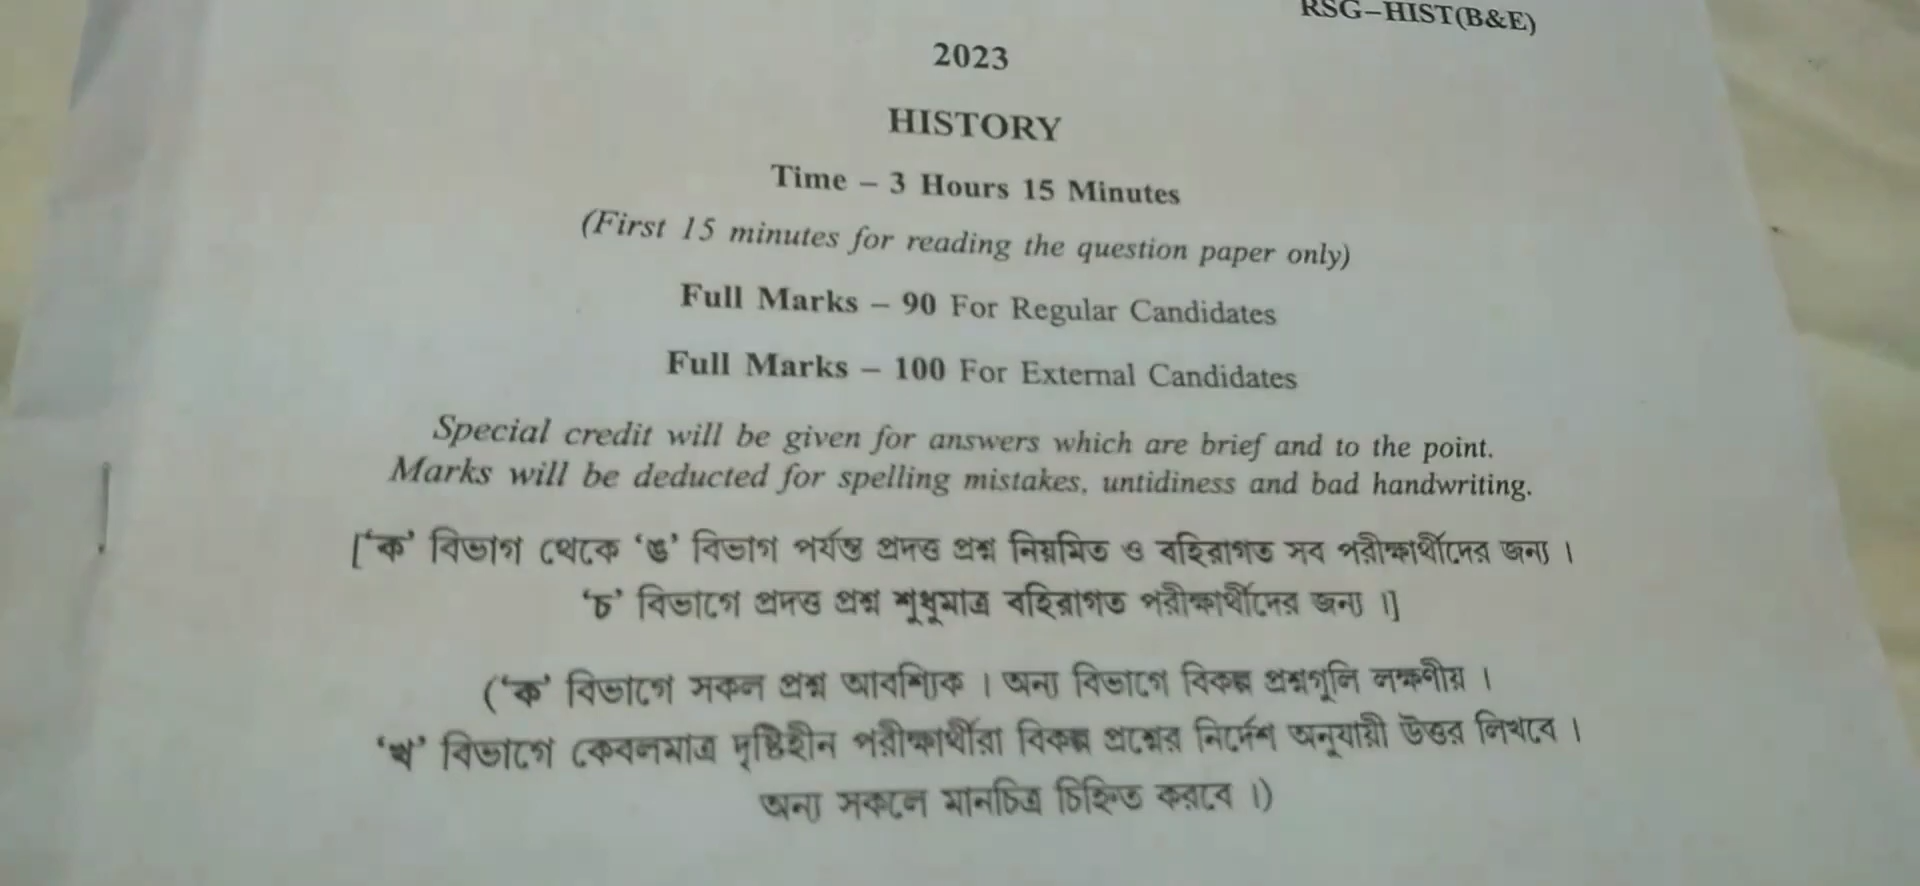 RSG–HIST(B&E)
2023
HISTORY
Time – 3 Hours 15 Minutes
(First 15 minutes for reading the question paper only)
Full Marks – 90 For Regular Candidates
Full Marks – 100 For External Candidates
Special credit will be given for answers which are brief and to the point.
Marks will be deducted for spelling mistakes, untidiness and bad handwriting.
[‘ক’ বিভাগ থেকে ‘ঙ’ বিভাগ পর্যন্ত প্রদত্ত প্রশ্ন নিয়মিত ও বহিরাগত সব পরীক্ষার্থীদের জন্য ।
‘চ’ বিভাগে প্রদত্ত প্রশ্ন শুধুমাত্র বহিরাগত পরীক্ষার্থীদের জন্য ।]
(‘ক’ বিভাগে সকল প্রশ্ন আবশ্যিক । অন্য বিভাগে বিকল্প প্রশ্নগুলি লক্ষণীয় ।
‘খ’ বিভাগে কেবলমাত্র দৃষ্টিহীন পরীক্ষার্থীরা বিকল্প প্রশ্নের নির্দেশ অনুযায়ী উত্তর লিখবে ।
অন্য সকলে মানচিত্র চিহ্নিত করবে ।)